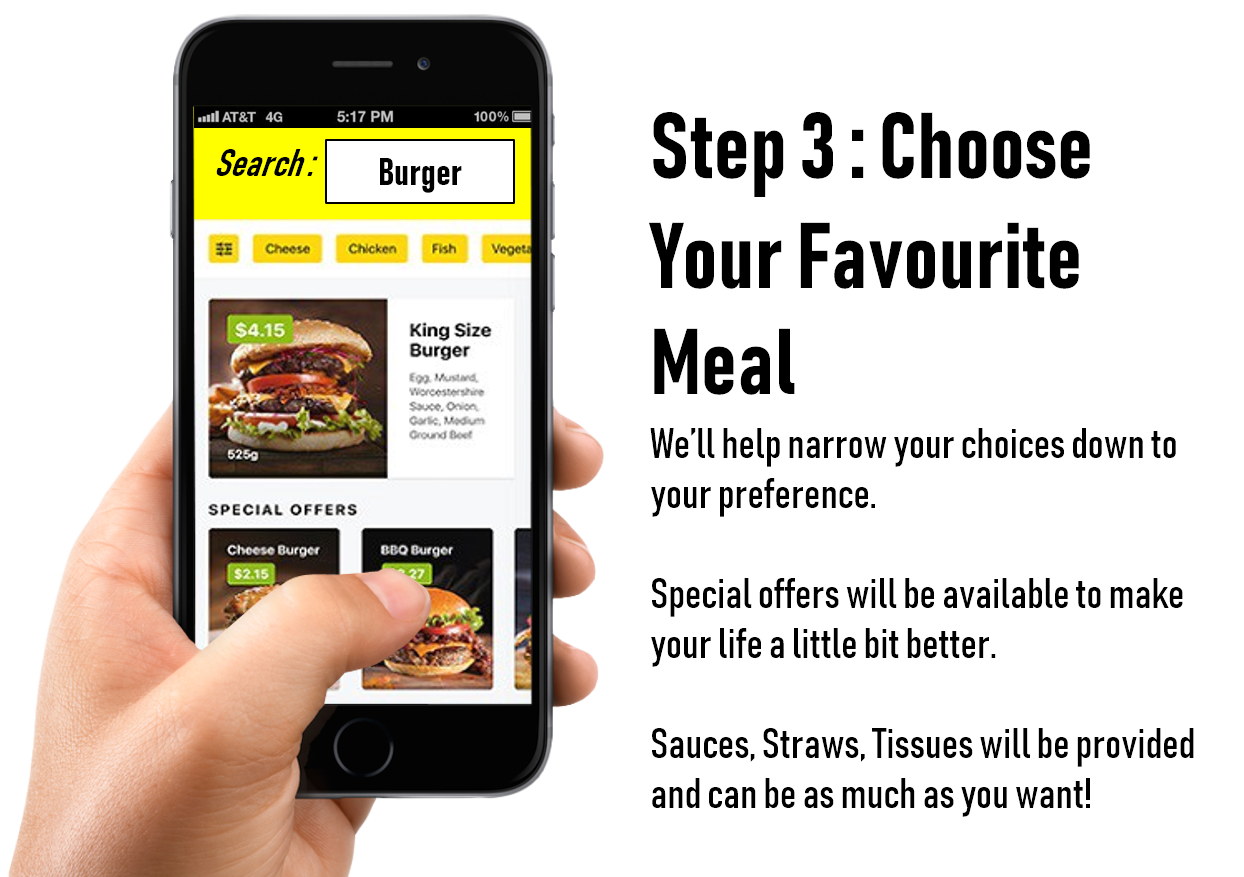 AT&T 4G 5:17 PM 100%
Search : Burger
Cheese Chicken Fish Vegeta
$4.15
King Size
Burger
Egg, Mustard,
Worcestershire
Sauce, Onion,
Garlic, Medium
Ground Beef
525g
SPECIAL OFFERS
Cheese Burger
$2.15
BBQ Burger
27
Step 3 : Choose
Your Favourite
Meal
We'll help narrow your choices down to
your preference.
Special offers will be available to make
your life a little bit better.
Sauces, Straws, Tissues will be provided
and can be as much as you want!